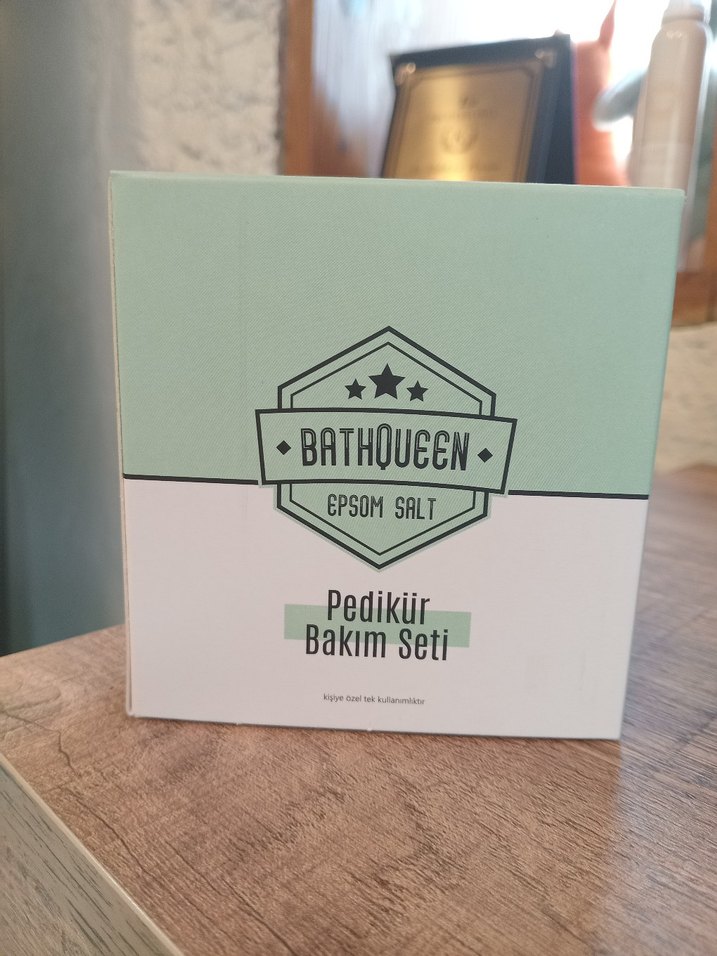 BATHQUEEN
EPSOM SALT
Pedikür
Bakım Seti
kişiye özel tek kullanımlıktır